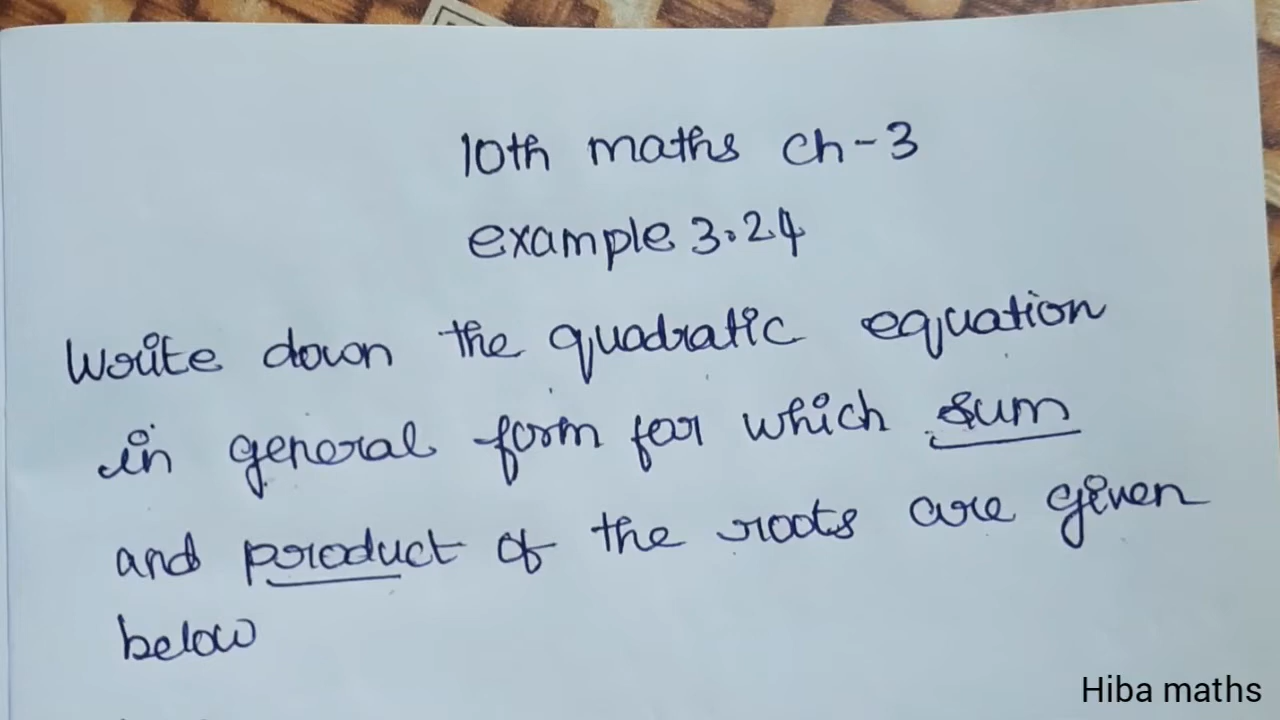 10th maths ch-3
example 3.24
Write down the quadratic equation
in general form for which sum
and product of the roots are given
below
Hiba maths